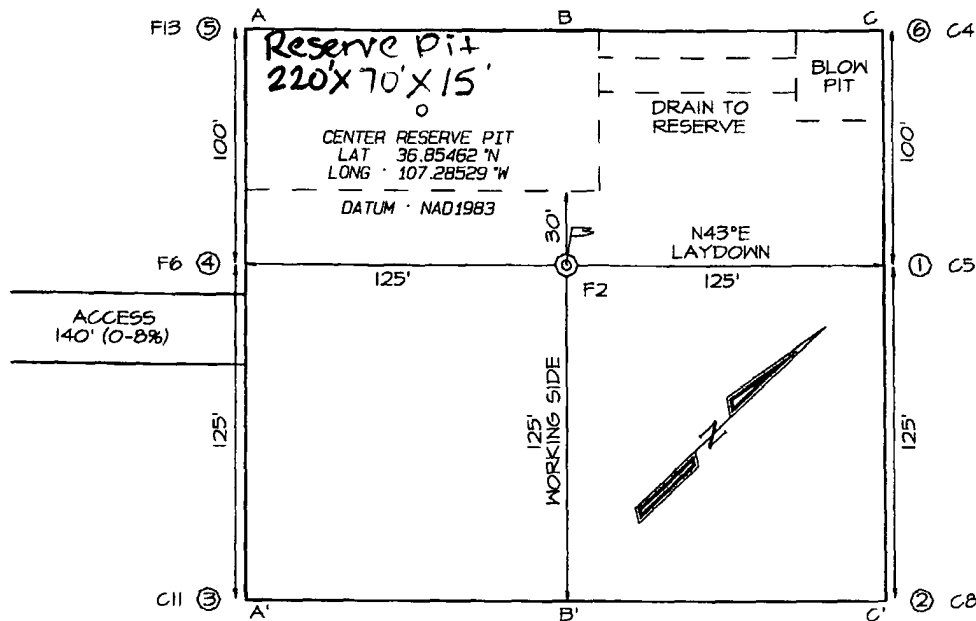 A B C
F13 ⑤ ⑥ C4
Reserve Pit
220'X 70' X 15'
BLOW
PIT
DRAIN TO
RESERVE
100'
100'
CENTER RESERVE PIT
LAT · 36.85462 °N
LONG · 107.28529 °W
DATUM · NAD1983
30'
N43°E
LAYDOWN
F6 ④ ① C5
125'
125'
F2
ACCESS
140' (0-8%)
WORKING SIDE
125'
125'
125'
N
C11 ③ ② C8
A' B' C'